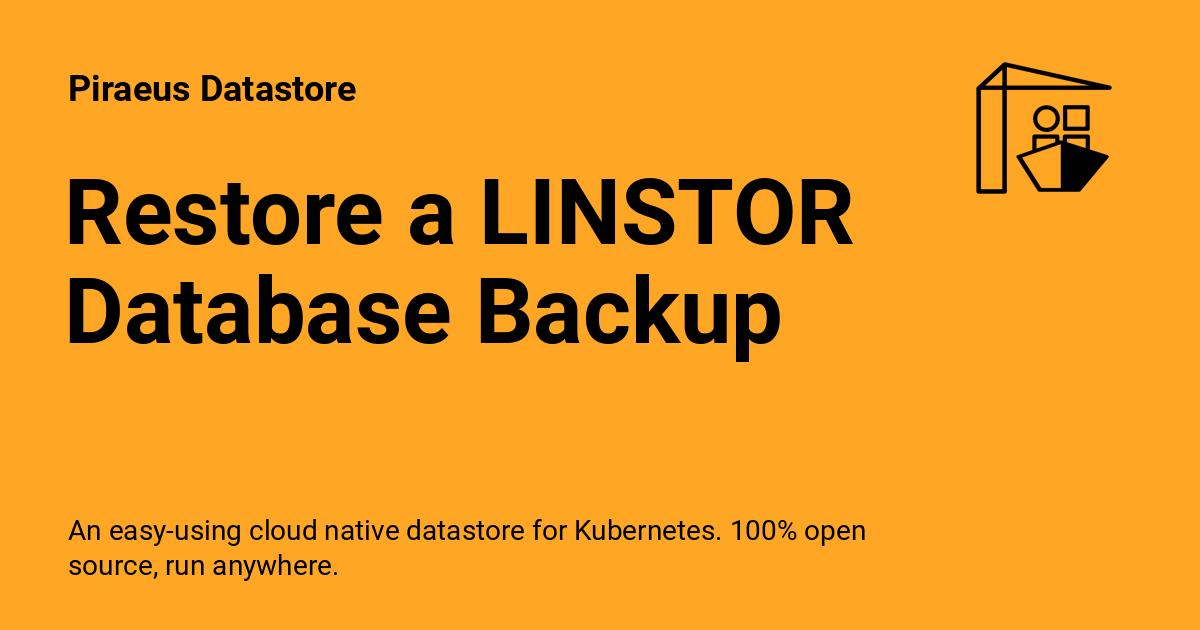 Piraeus Datastore
Restore a LINSTOR
Database Backup
An easy-using cloud native datastore for Kubernetes. 100% open
source, run anywhere.